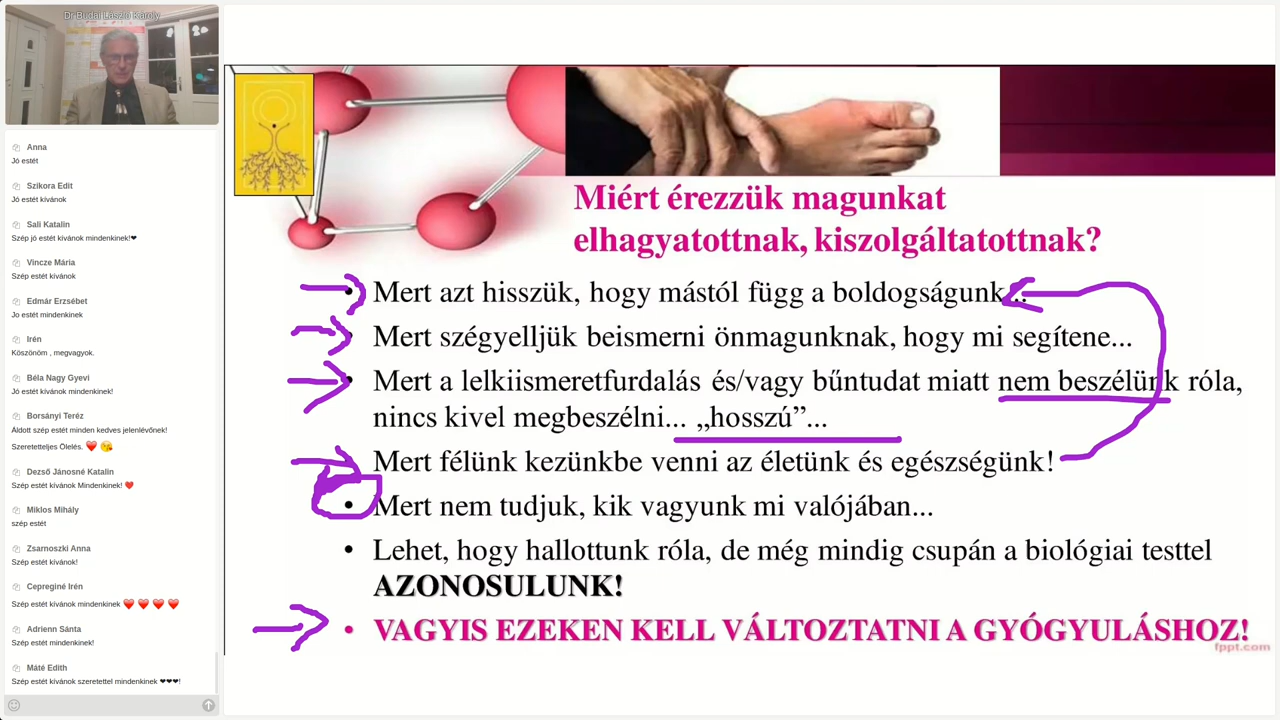 Dr Budai László Károly
Anna
Jó estét
Szikora Edit
Jó estét kívánok
Sali Katalin
Szép jó estét kívánok mindenkinek!❤
Vincze Mária
Szép estét kívánok
Edmár Erzsébet
Jo estét mindenkinek
Irén
Köszönöm , megvagyok.
Béla Nagy Gyevi
Jó estét kívánok mindenkinek!
Borsányi Teréz
Áldott szép estét minden kedves jelenlévőnek!
Szeretetteljes Ölelés. ❤️ 😘
Dezső Jánosné Katalin
Szép estét kívánok Mindenkinek! ❤️
Miklos Mihály
szép estét
Zsarnoszki Anna
Szép estét kívánok!
Cepreginé Irén
Szép estét kívánok mindenkinek ❤️ ❤️ ❤️ ❤️
Adrienn Sánta
Szép estét mindenkinek!
Máté Edith
Szép estét kívánok szeretettel mindenkinek ❤❤❤!
Miért érezzük magunkat
elhagyatottnak, kiszolgáltatottnak?
• Mert azt hisszük, hogy mástól függ a boldogságunk...
• Mert szégyelljük beismerni önmagunknak, hogy mi segítene...
• Mert a lelkiismeretfurdalás és/vagy bűntudat miatt nem beszélünk róla,
nincs kivel megbeszélni... „hosszú”...
Mert félünk kezünkbe venni az életünk és egészségünk!
• Mert nem tudjuk, kik vagyunk mi valójában...
• Lehet, hogy hallottunk róla, de még mindig csupán a biológiai testtel
AZONOSULUNK!
• VAGYIS EZEKEN KELL VÁLTOZTATNI A GYÓGYULÁSHOZ!
fppt.com